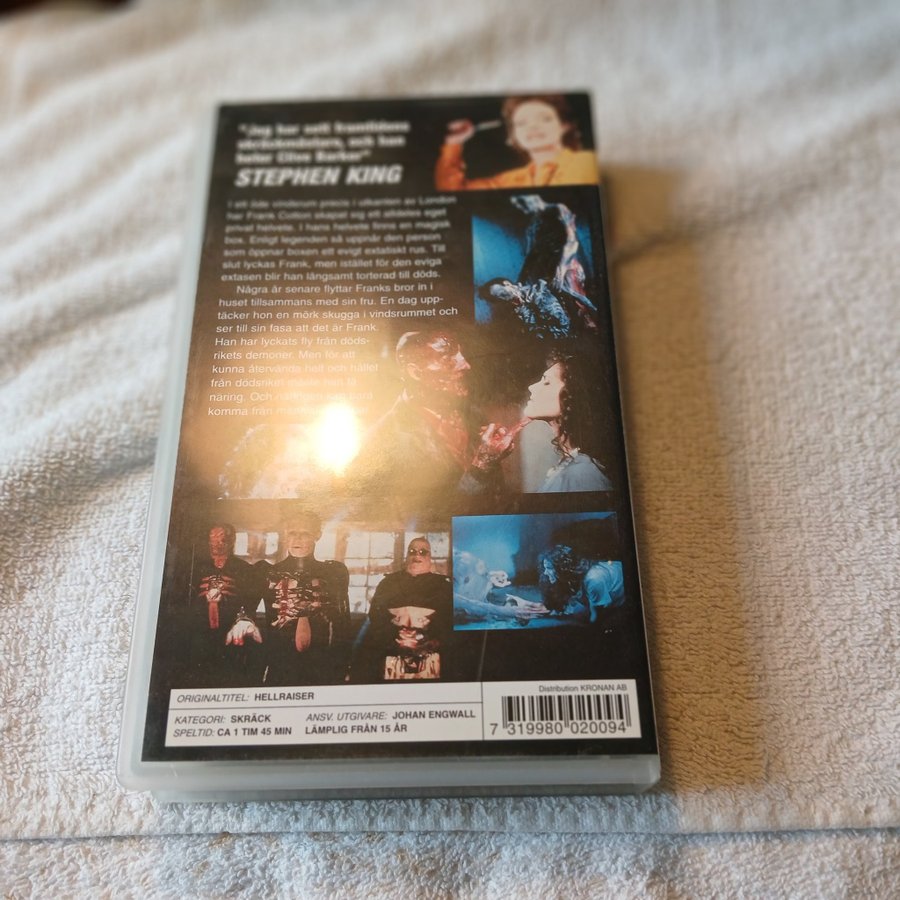 "Jag har sett framtidens
skräckmästare, och han
heter Clive Barker"
STEPHEN KING
I ett öde vindsrum precis i utkanten av London
har Frank Cotton skapat sig ett alldeles eget
privat helvete. I hans helvete finns en magisk
box. Enligt legenden så uppnår den person
som öppnar boxen ett evigt extatiskt rus. Till
slut lyckas Frank, men istället för den eviga
extasen blir han långsamt torterad till döds.
Några år senare flyttar Franks bror in i
huset tillsammans med sin fru. En dag upp-
täcker hon en mörk skugga i vindsrummet och
ser till sin fasa att det är Frank.
Han har lyckats fly från döds-
rikets demoner. Men för att
kunna återvända helt och hållet
från dödsriket måste han få
näring. Och näringen kan bara
komma från
ORIGINALTITEL: HELLRAISER
KATEGORI: SKRÄCK ANSV. UTGIVARE: JOHAN ENGWALL
SPELTID: CA 1 TIM 45 MIN LÄMPLIG FRÅN 15 ÅR
Distribution KRONAN AB
7 319980 020094